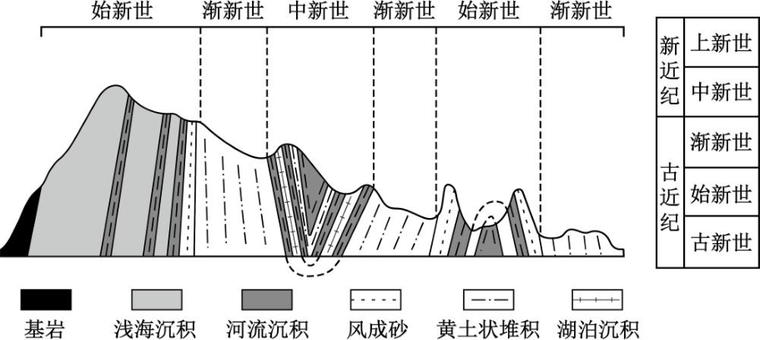 始新世 渐新世 中新世 渐新世 始新世 渐新世
新近纪 上新世
中新世
古近纪 渐新世
始新世
古新世
基岩 浅海沉积 河流沉积 风成砂 黄土状堆积 湖泊沉积